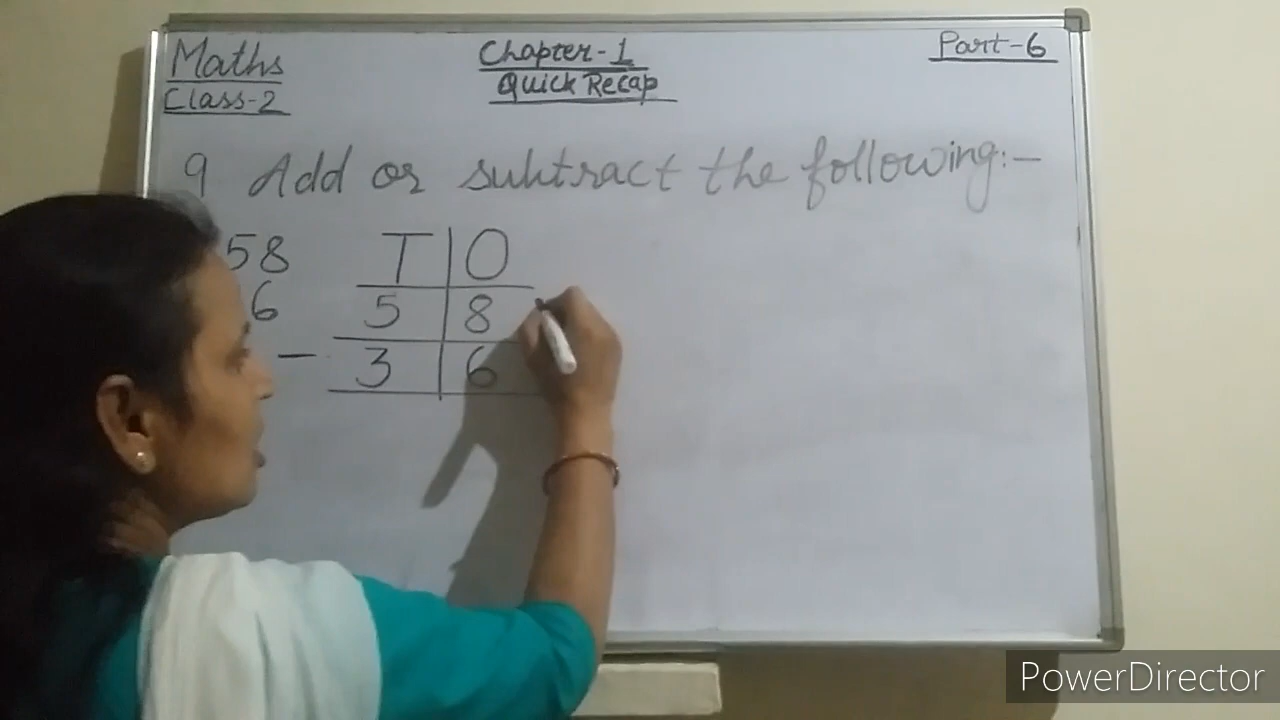 Maths
Class-2
Chapter-1
Quick Recap
Part-6
9 Add or subtract the following:-
58
6
T O
5 8
- 3 6
PowerDirector